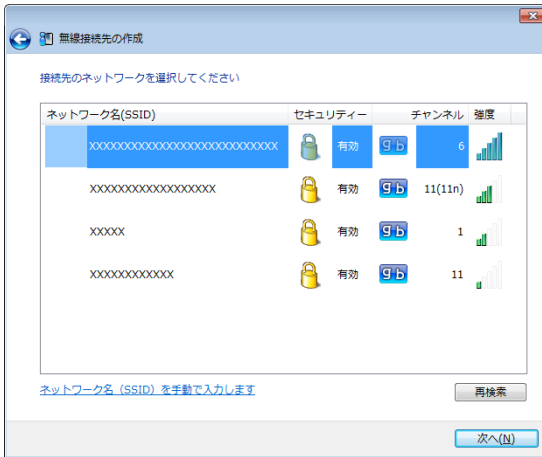 無線接続先の作成
接続先のネットワークを選択してください
ネットワーク名(SSID) セキュリティー チャンネル 強度
XXXXXXXXXXXXXXXXXXXXXXXXXXX 有効 g b 6
XXXXXXXXXXXXXXXXXX 有効 g b 11(11n)
XXXXX 有効 g b 1
XXXXXXXXXXXX 有効 g b 11
ネットワーク名（SSID）を手動で入力します 再検索
次へ(N)